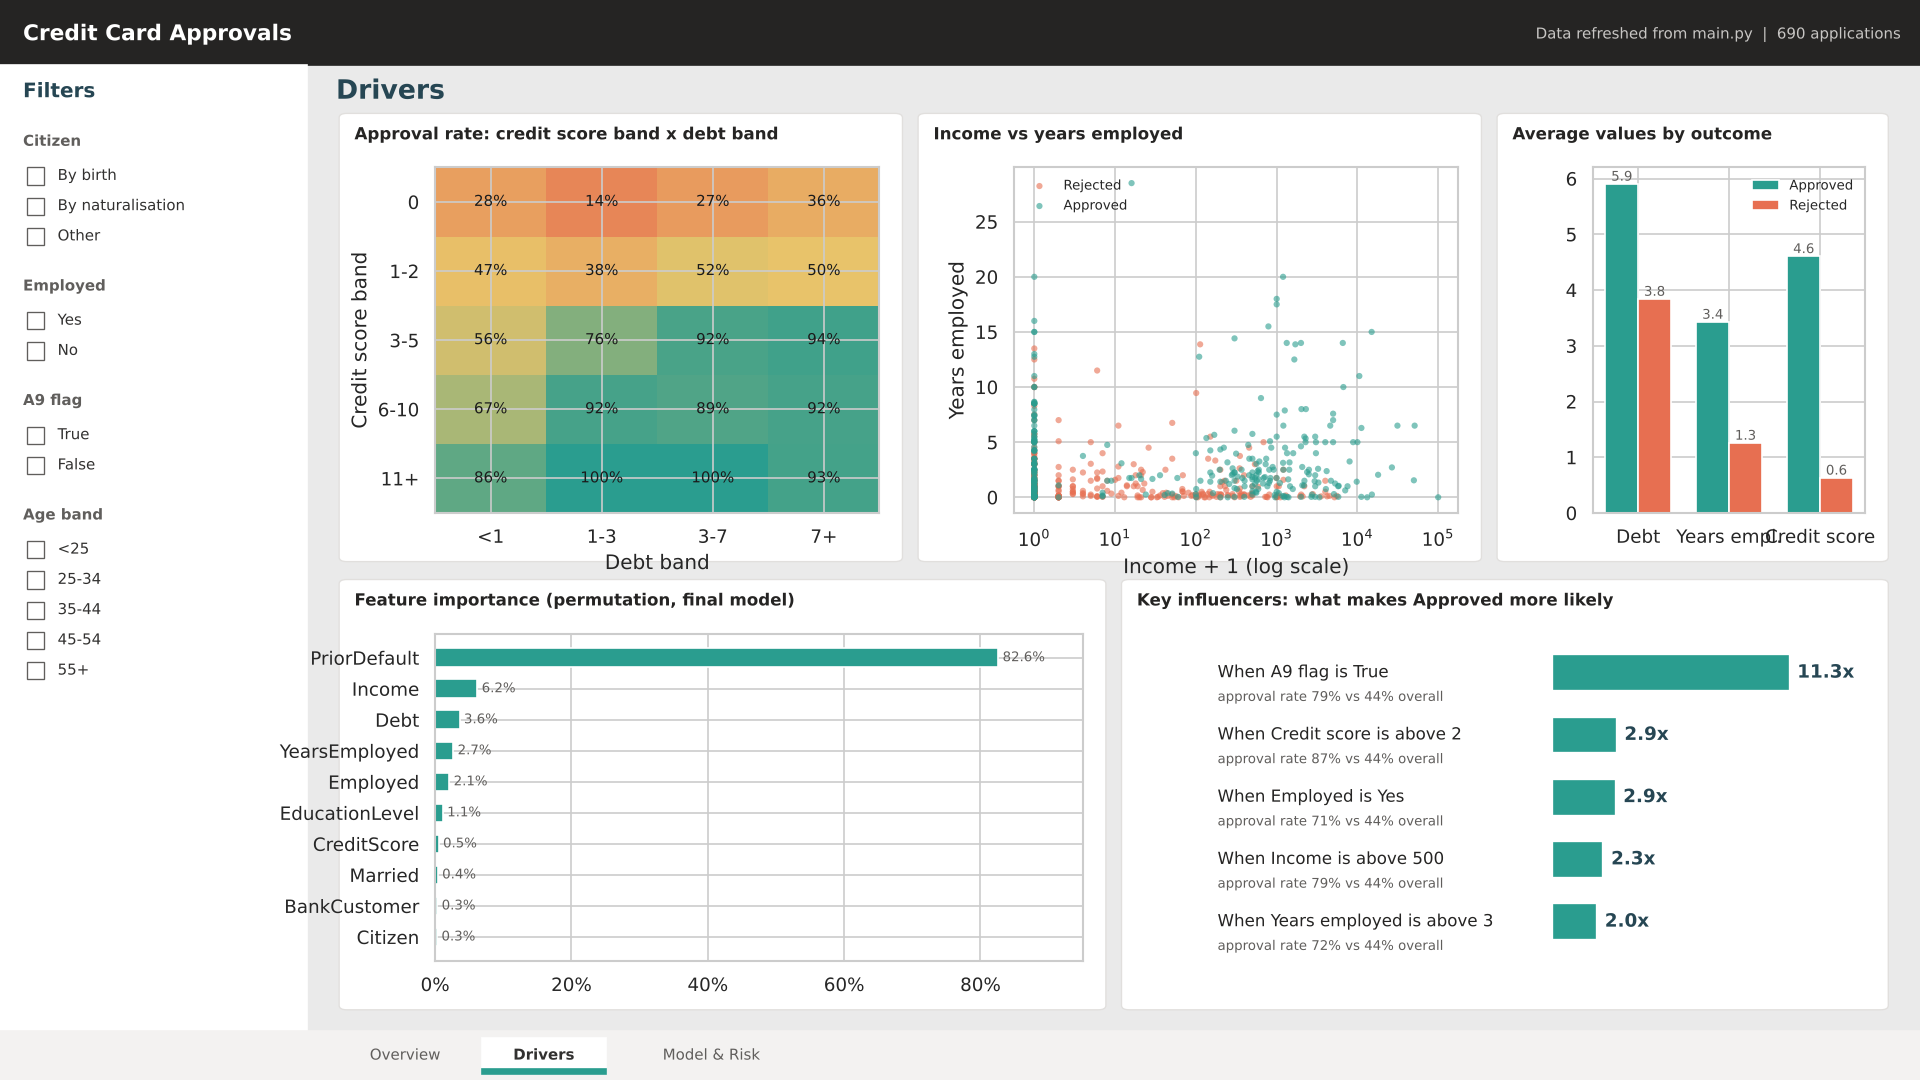 Credit Card Approvals
Data refreshed from main.py | 690 applications
Filters
Citizen
By birth
By naturalisation
Other
Employed
Yes
No
A9 flag
True
False
Age band
<25
25-34
35-44
45-54
55+
Drivers
Approval rate: credit score band x debt band
Credit score band
0 28% 14% 27% 36%
1-2 47% 38% 52% 50%
3-5 56% 76% 92% 94%
6-10 67% 92% 89% 92%
11+ 86% 100% 100% 93%
<1 1-3 3-7 7+
Debt band
Income vs years employed
Rejected
Approved
Years employed
25
20
15
10
5
0
10⁰ 10¹ 10² 10³ 10⁴ 10⁵
Income + 1 (log scale)
Average values by outcome
Approved
Rejected
6
5
4
3
2
1
0
5.9 3.8 3.4 1.3 4.6 0.6
Debt Years empl. Credit score
Feature importance (permutation, final model)
PriorDefault 82.6%
Income 6.2%
Debt 3.6%
YearsEmployed 2.7%
Employed 2.1%
EducationLevel 1.1%
CreditScore 0.5%
Married 0.4%
BankCustomer 0.3%
Citizen 0.3%
0% 20% 40% 60% 80%
Key influencers: what makes Approved more likely
When A9 flag is True 11.3x
approval rate 79% vs 44% overall
When Credit score is above 2 2.9x
approval rate 87% vs 44% overall
When Employed is Yes 2.9x
approval rate 71% vs 44% overall
When Income is above 500 2.3x
approval rate 79% vs 44% overall
When Years employed is above 3 2.0x
approval rate 72% vs 44% overall
Overview Drivers Model & Risk